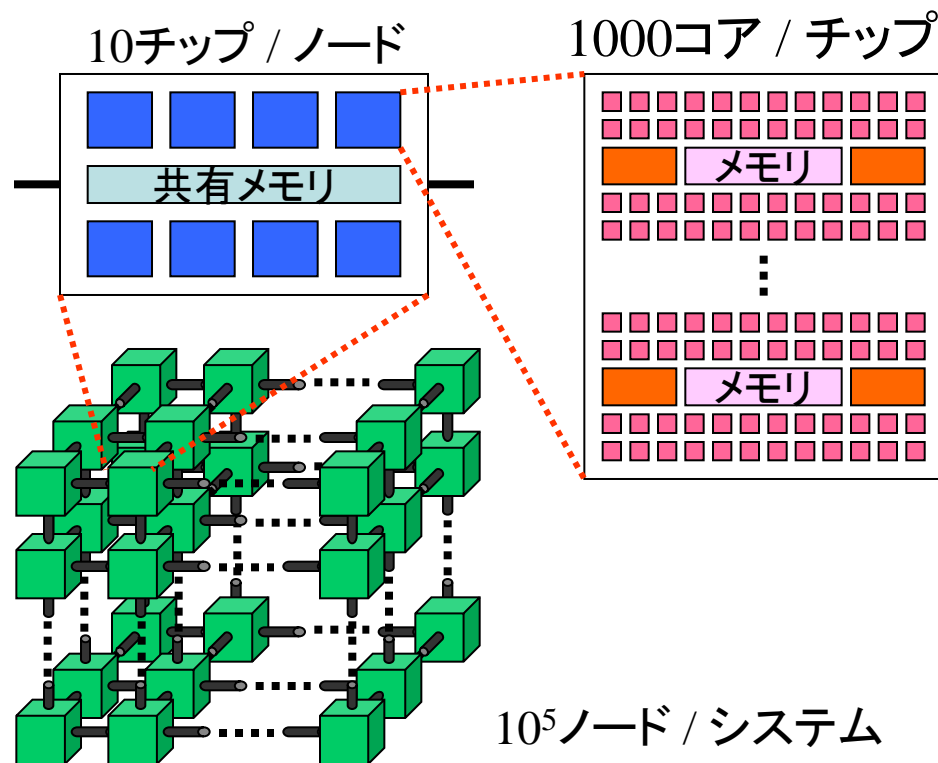 10チップ / ノード
1000コア / チップ
共有メモリ
メモリ
メモリ
10⁵ノード / システム